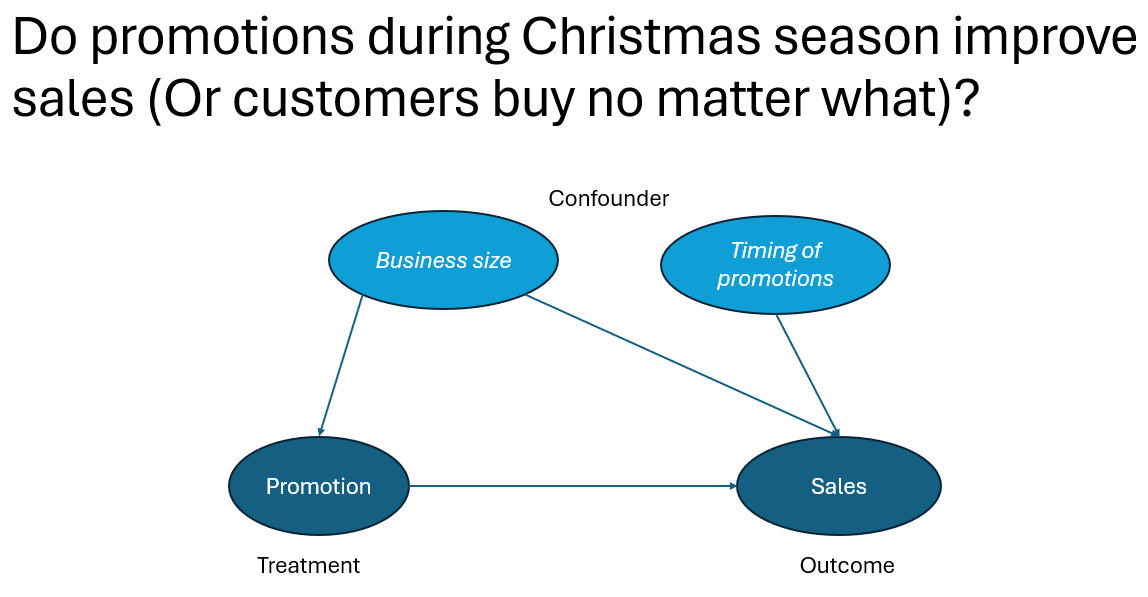 Do promotions during Christmas season improve
sales (Or customers buy no matter what)?
Confounder
Business size
Timing of
promotions
Promotion
Sales
Treatment
Outcome